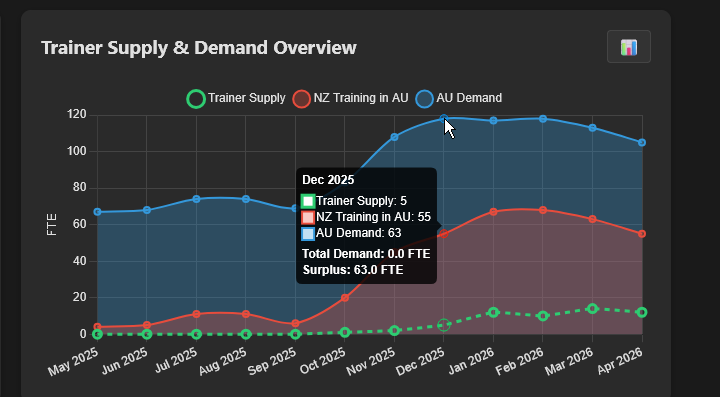 Trainer Supply & Demand Overview
Trainer Supply NZ Training in AU AU Demand
120
100
80
60
40
20
0
FTE
Dec 2025
Trainer Supply: 5
NZ Training in AU: 55
AU Demand: 63
Total Demand: 0.0 FTE
Surplus: 63.0 FTE
May 2025 Jun 2025 Jul 2025 Aug 2025 Sep 2025 Oct 2025 Nov 2025 Dec 2025 Jan 2026 Feb 2026 Mar 2026 Apr 2026